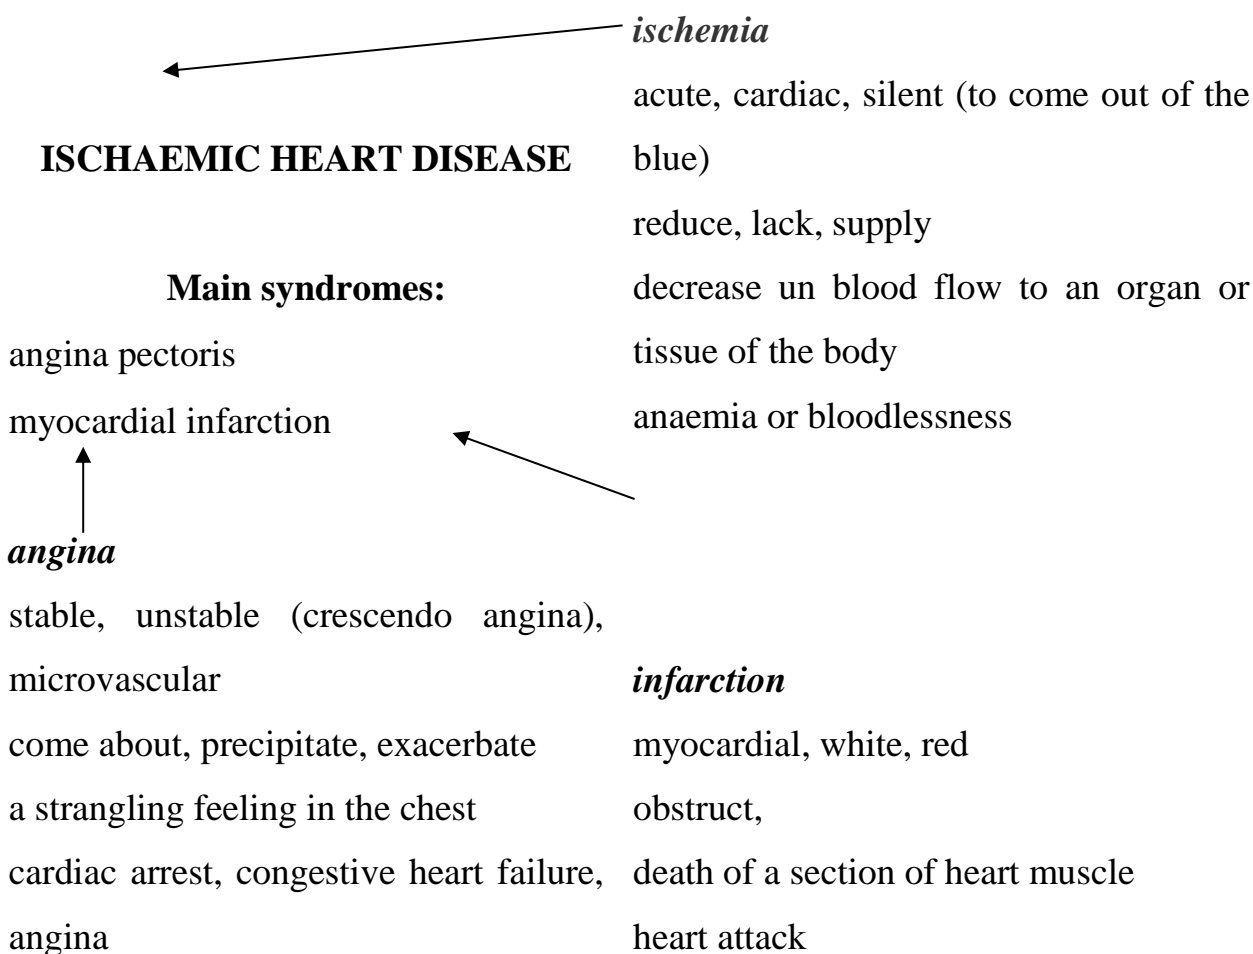 ischemia
acute, cardiac, silent (to come out of the
blue)
reduce, lack, supply
decrease un blood flow to an organ or
tissue of the body
anaemia or bloodlessness
ISCHAEMIC HEART DISEASE
Main syndromes:
angina pectoris
myocardial infarction
angina
stable, unstable (crescendo angina),
microvascular
come about, precipitate, exacerbate
a strangling feeling in the chest
cardiac arrest, congestive heart failure,
angina
infarction
myocardial, white, red
obstruct,
death of a section of heart muscle
heart attack